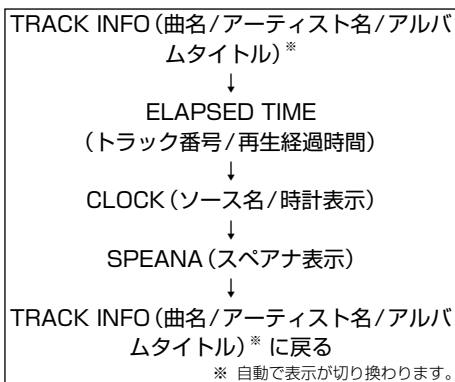 TRACK INFO（曲名/アーティスト名/アルバ
ムタイトル）※
↓
ELAPSED TIME
（トラック番号/再生経過時間）
↓
CLOCK（ソース名/時計表示）
↓
SPEANA（スペアナ表示）
↓
TRACK INFO（曲名/アーティスト名/アルバ
ムタイトル）※ に戻る
※ 自動で表示が切り換わります。